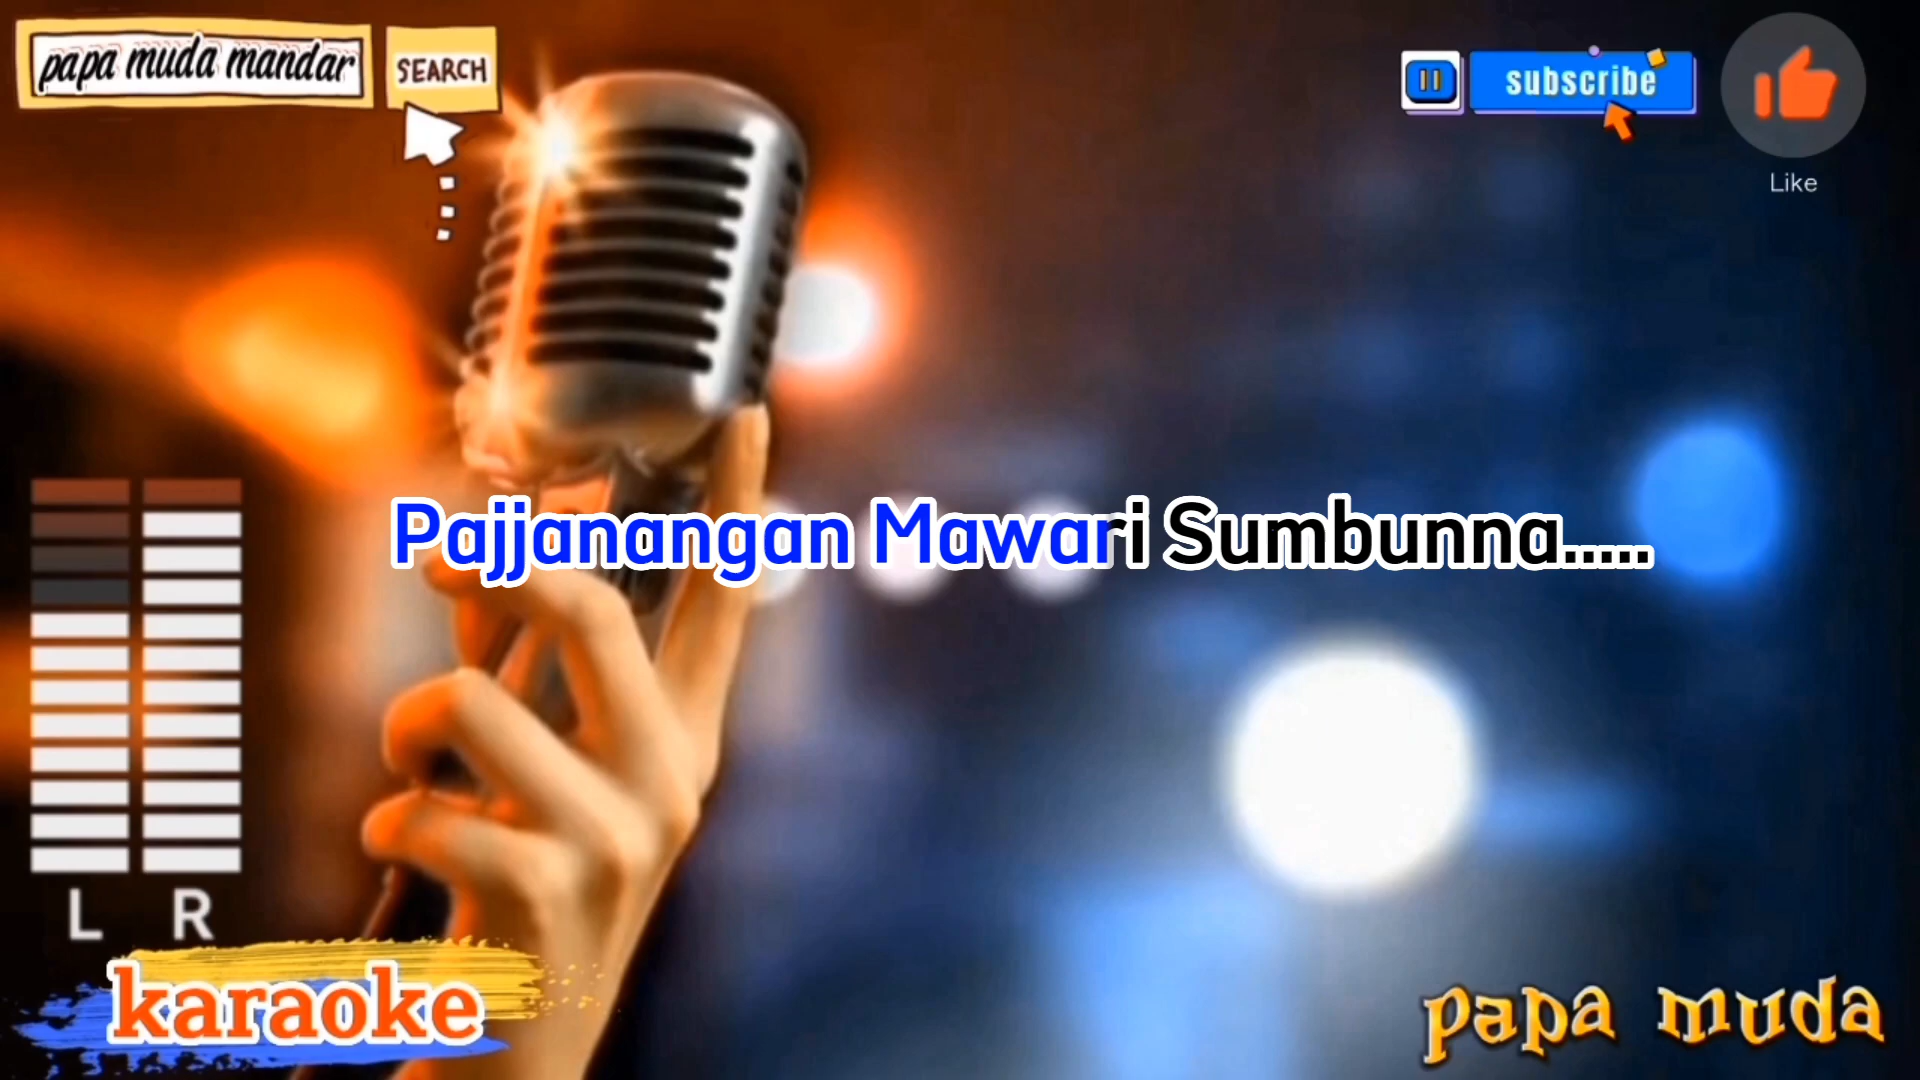 papa muda mandar
SEARCH
subscribe
Like
Pajjanangan Mawari Sumbunna.....
L R
karaoke
papa muda